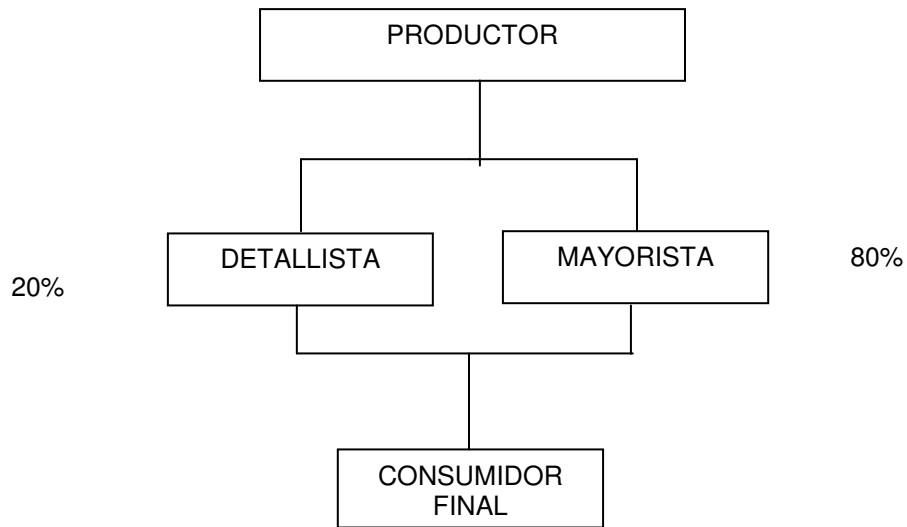 PRODUCTOR
DETALLISTA
MAYORISTA
80%
20%
CONSUMIDOR
FINAL